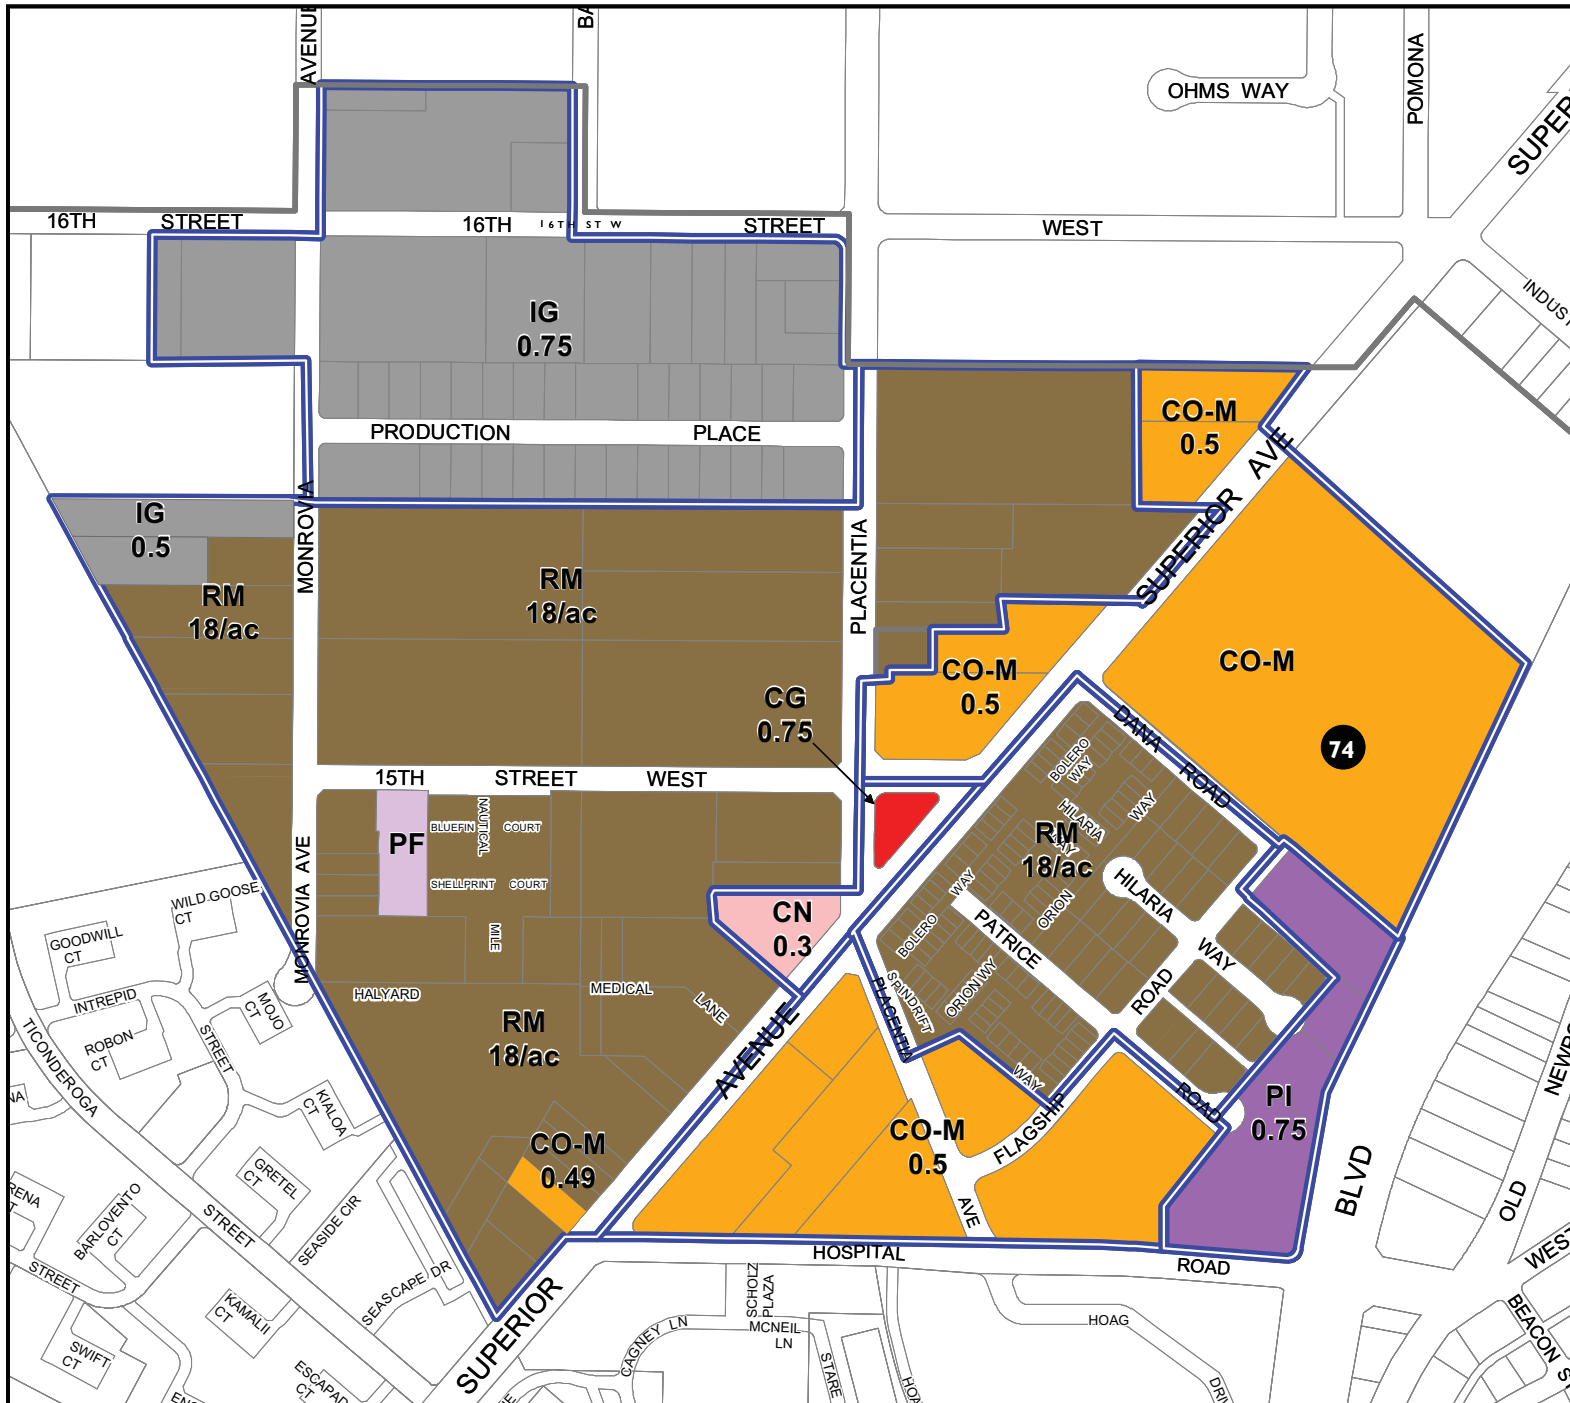 AVENUE
BA
OHMS WAY
POMONA
16TH STREET
16TH
16TH ST W
STREET
WEST
INDUST
IG
0.75
PRODUCTION PLACE
CO-M
0.5
SUPERIOR AVE
IG
0.5
MONROVIA
RM
18/ac
RM
18/ac
PLACENTIA
CO-M
0.5
CO-M
74
CG
0.75
DANA ROAD
15TH STREET WEST
PF
BLUEFIN COURT
NAUTICAL
SHELLPRINT COURT
MILE
BOLERO
WAY
HILARIA
WAY
WAY
RM
18/ac
HILARIA
WAY
ORION
PATRICE
ROAD
BOLERO
WAY
ORION WY
SPINDRIFT
WAY
CN
0.3
MONROVIA AVE
WILD GOOSE
CT
GOODWILL
CT
INTREPID
STREET
MOJO
CT
ROBON
CT
KIALOA
CT
TICONDEROGA
STREET
NA
HALYARD
MEDICAL
LANE
RM
18/ac
AVENUE
PLACENTIA
AVE
CO-M
0.49
CO-M
0.5
FLAGSHIP
ROAD
PI
0.75
GRETEL
CT
SEASIDE CIR
BARLOVENTO
CT
RENA
STREET
KAMALII
CT
SEASCAPE DR
SWIFT
CT
ESCAPAD
CT
SUPERIOR
HOSPITAL
ROAD
SCHOLZ
PLAZA
CAGNEY LN
MCNEIL
LN
STARE
HOA
HOAG
DRI
BLVD
OLD
NEWPO
WEST
BEACON